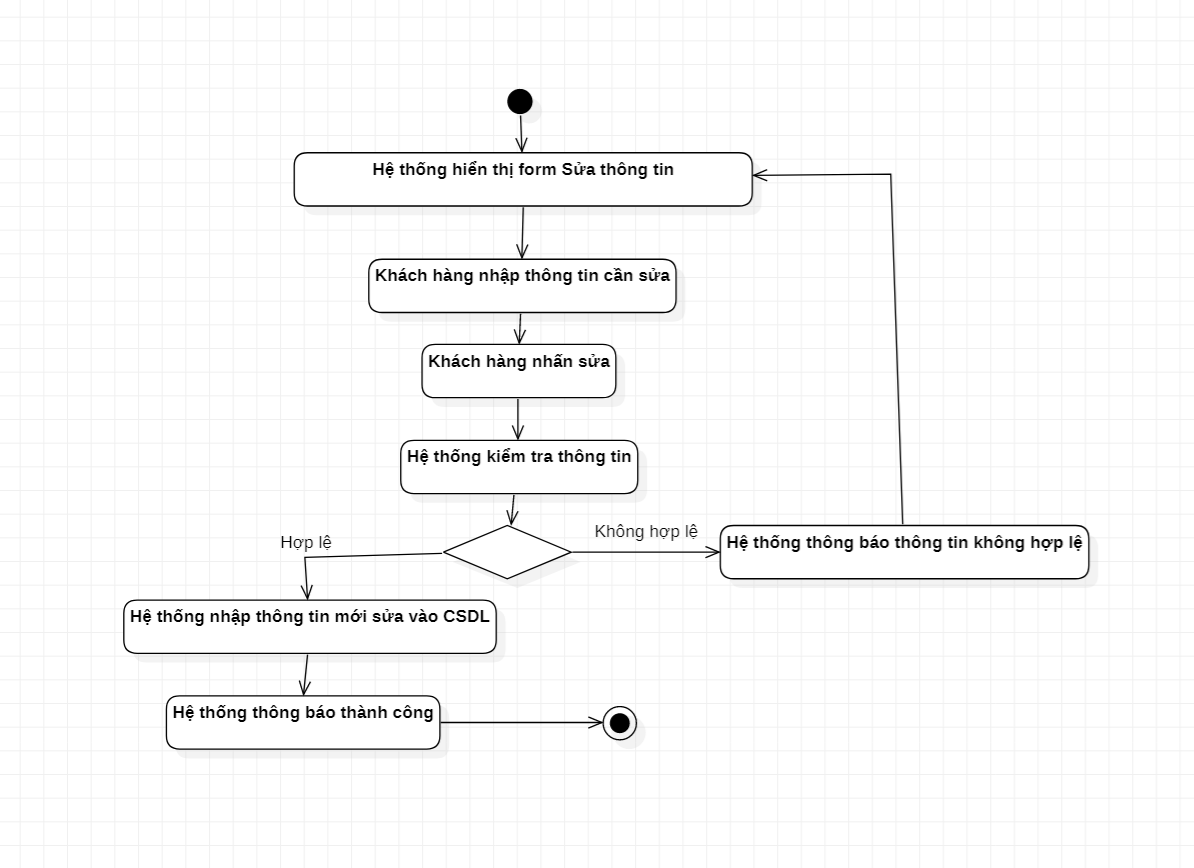 Hệ thống hiển thị form Sửa thông tin
Khách hàng nhập thông tin cần sửa
Khách hàng nhấn sửa
Hệ thống kiểm tra thông tin
Không hợp lệ
Hợp lệ
Hệ thống thông báo thông tin không hợp lệ
Hệ thống nhập thông tin mới sửa vào CSDL
Hệ thống thông báo thành công